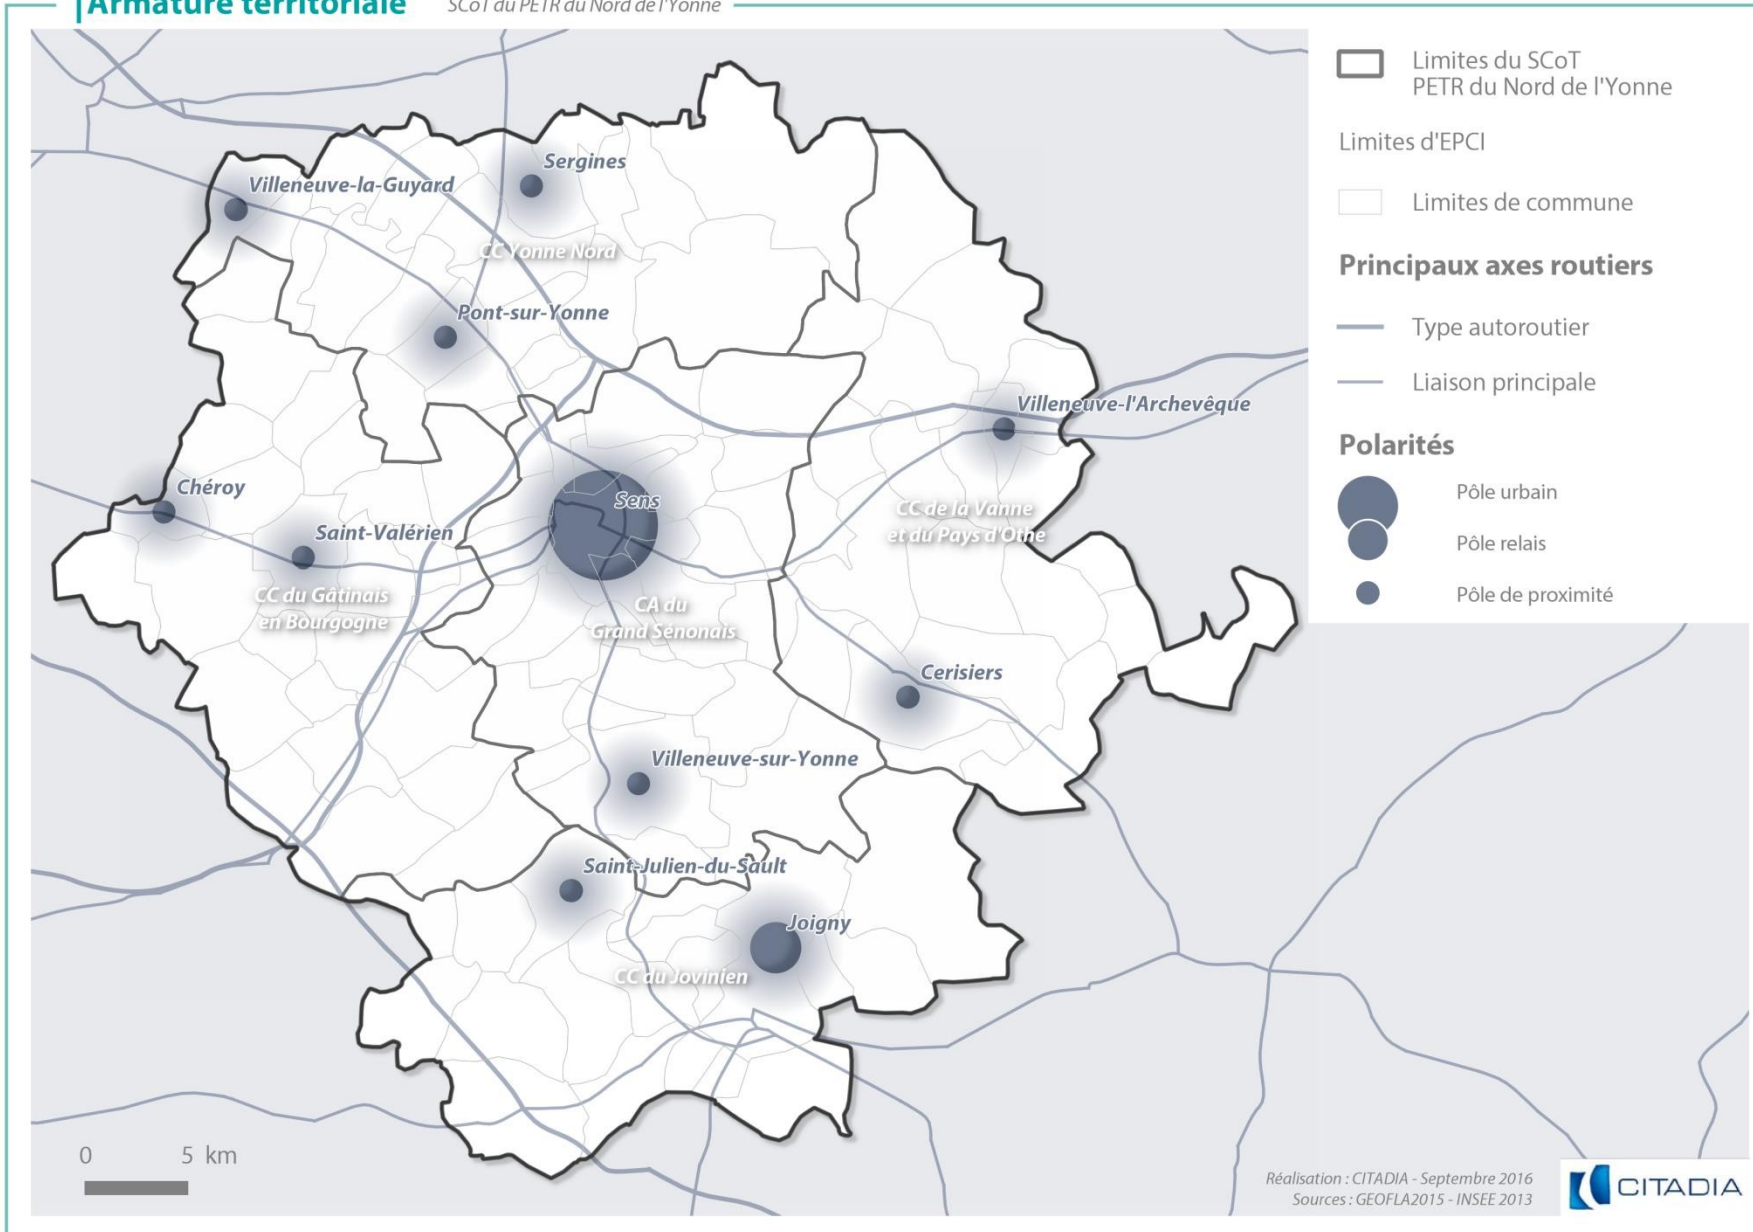 Armature territoriale
SCoT du PETR du Nord de l'Yonne
Limites du SCoT
PETR du Nord de l'Yonne
Limites d'EPCI
Limites de commune
Principaux axes routiers
Type autoroutier
Liaison principale
Polarités
Pôle urbain
Pôle relais
Pôle de proximité
Sergines
Villeneuve-la-Guyard
CC Yonne Nord
Pont-sur-Yonne
Villeneuve-l'Archevêque
Chéroy
Sens
Saint-Valérien
CC de la Vanne
et du Pays d'Othe
CC du Gâtinais
en Bourgogne
CA du
Grand Sénonais
Cerisiers
Villeneuve-sur-Yonne
Saint-Julien-du-Sault
Joigny
CC du Jovinien
0 5 km
Réalisation : CITADIA - Septembre 2016
Sources : GEOFLA2015 - INSEE 2013
CITADIA